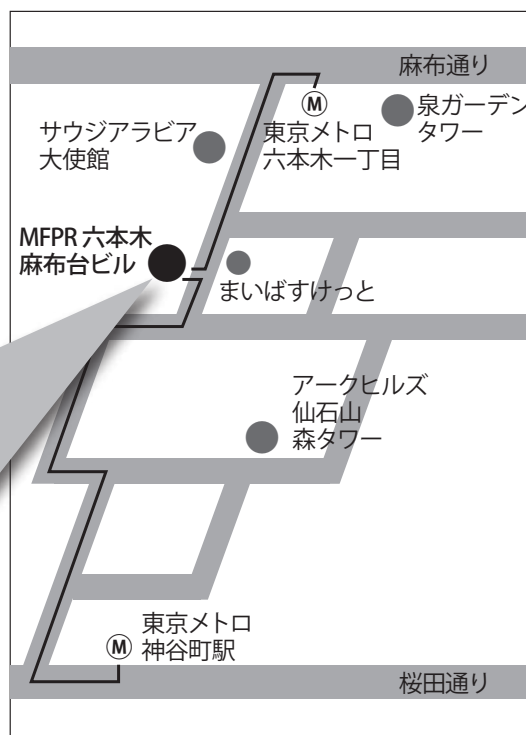 麻布通り
Ⓜ
東京メトロ
六本木一丁目
泉ガーデン
タワー
サウジアラビア
大使館
MFPR 六本木
麻布台ビル
まいばすけっと
アークヒルズ
仙石山
森タワー
東京メトロ
Ⓜ 神谷町駅
桜田通り